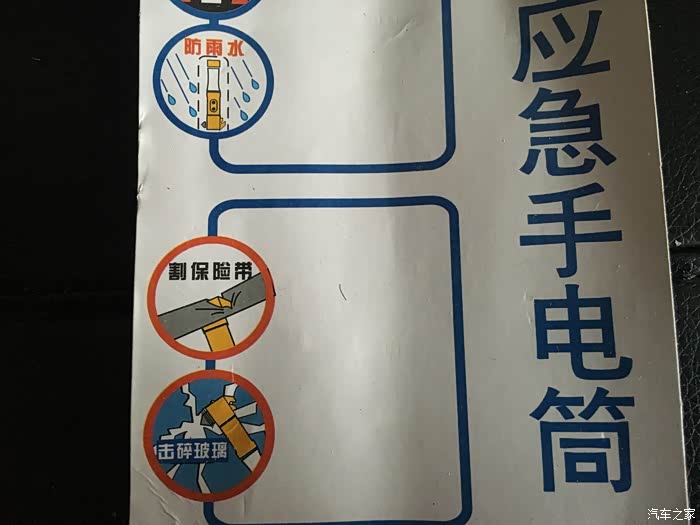 应急手电筒
防雨水
割保险带
击碎玻璃
汽车之家